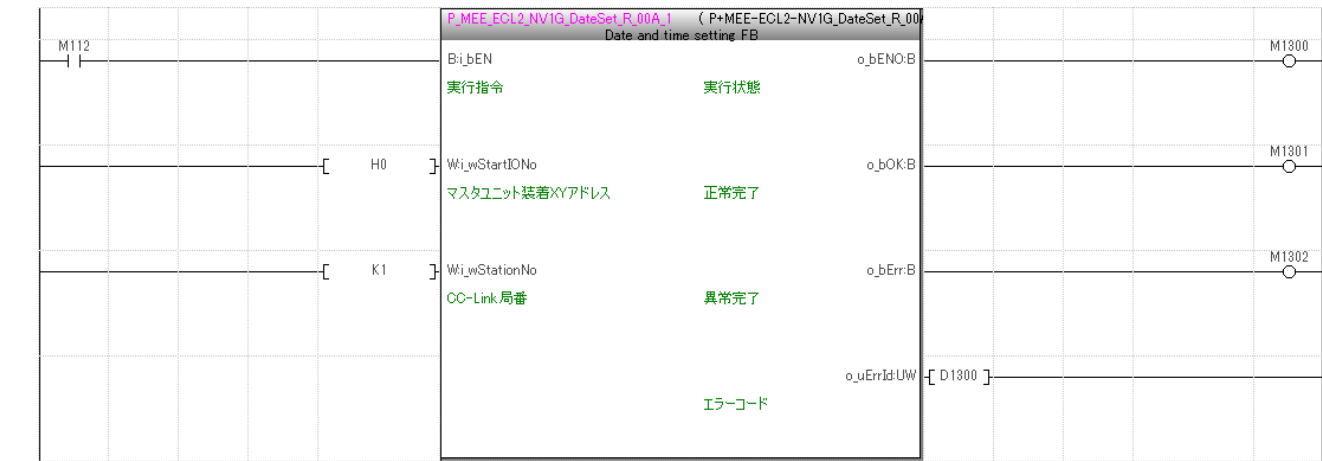 P_MEE_ECL2_NV1G_DateSet_R_00A_1 ( P+MEE-ECL2-NV1G_DateSet_R_00
Date and time setting FB
M112
B:i_bEN o_bENO:B
M1300
実行指令 実行状態
H0
W:i_wStartIONo o_bOK:B
M1301
マスタユニット装着XYアドレス 正常完了
K1
W:i_wStationNo o_bErr:B
M1302
CC-Link局番 異常完了
o_uErrId:UW
D1300
エラーコード